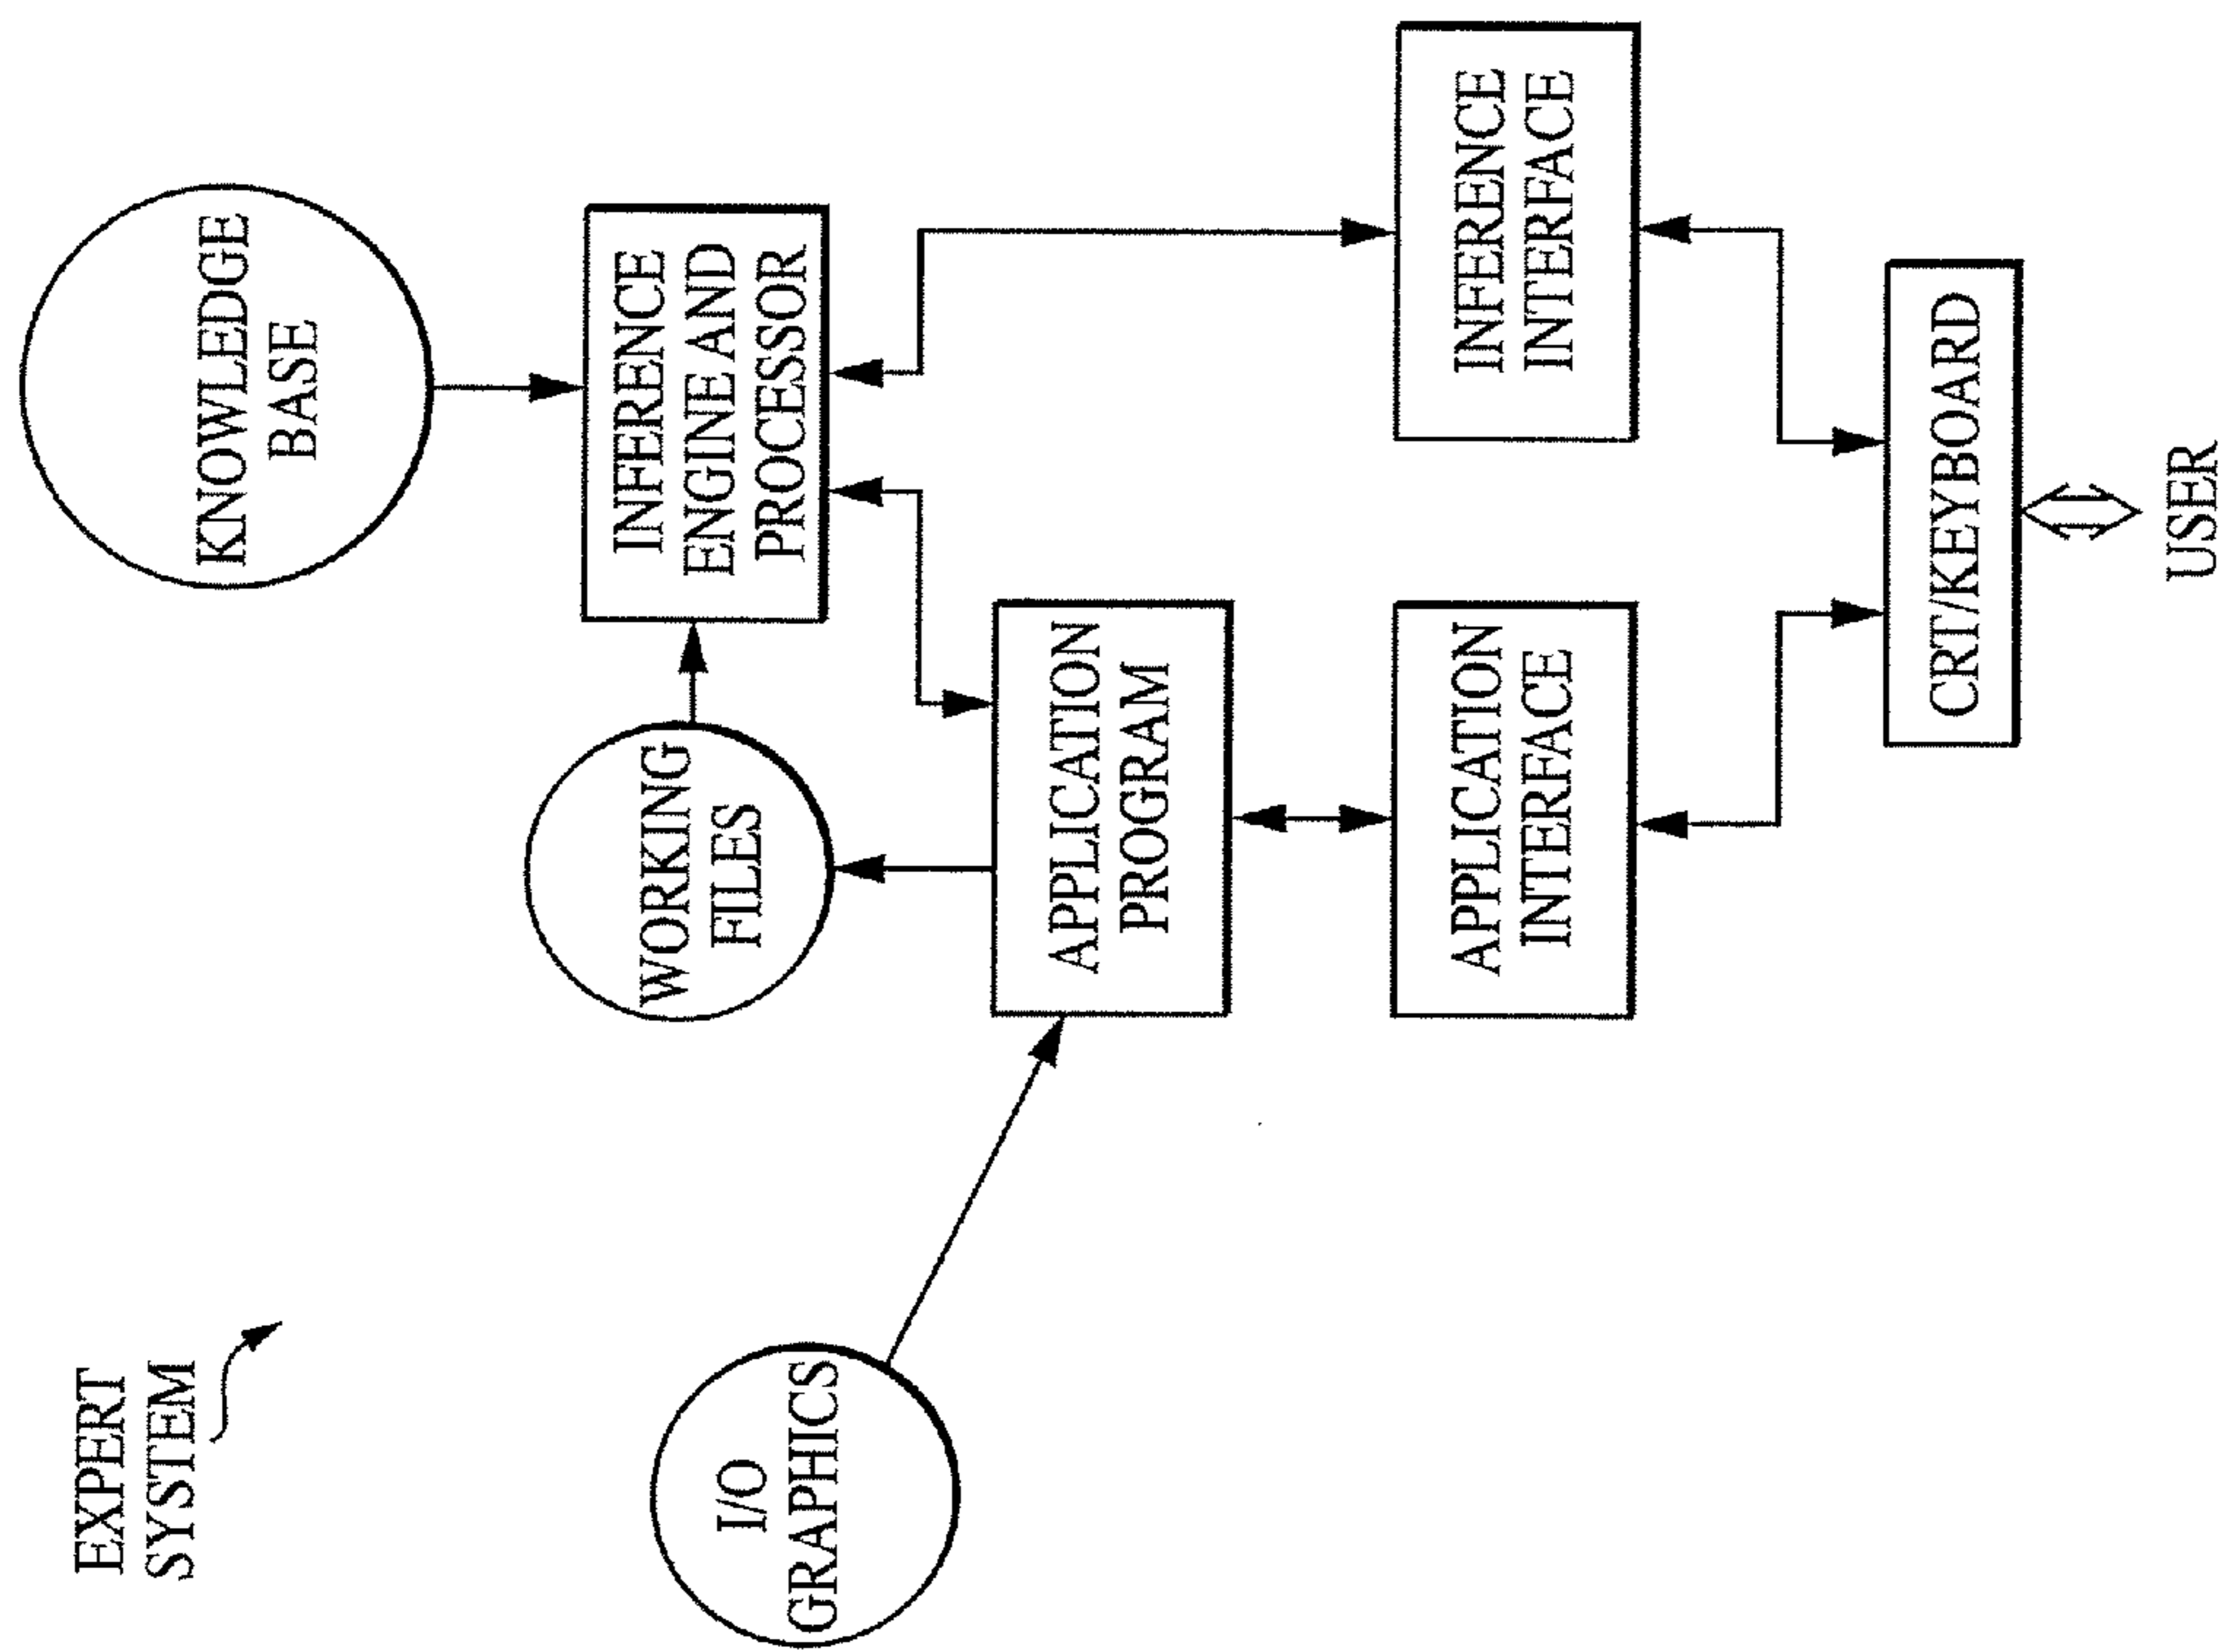 EXPERT
SYSTEM
KNOWLEDGE
BASE
INFERENCE
ENGINE AND
PROCESSOR
WORKING
FILES
I/O
GRAPHICS
APPLICATION
PROGRAM
APPLICATION
INTERFACE
INFERENCE
INTERFACE
CRT/KEYBOARD
USER